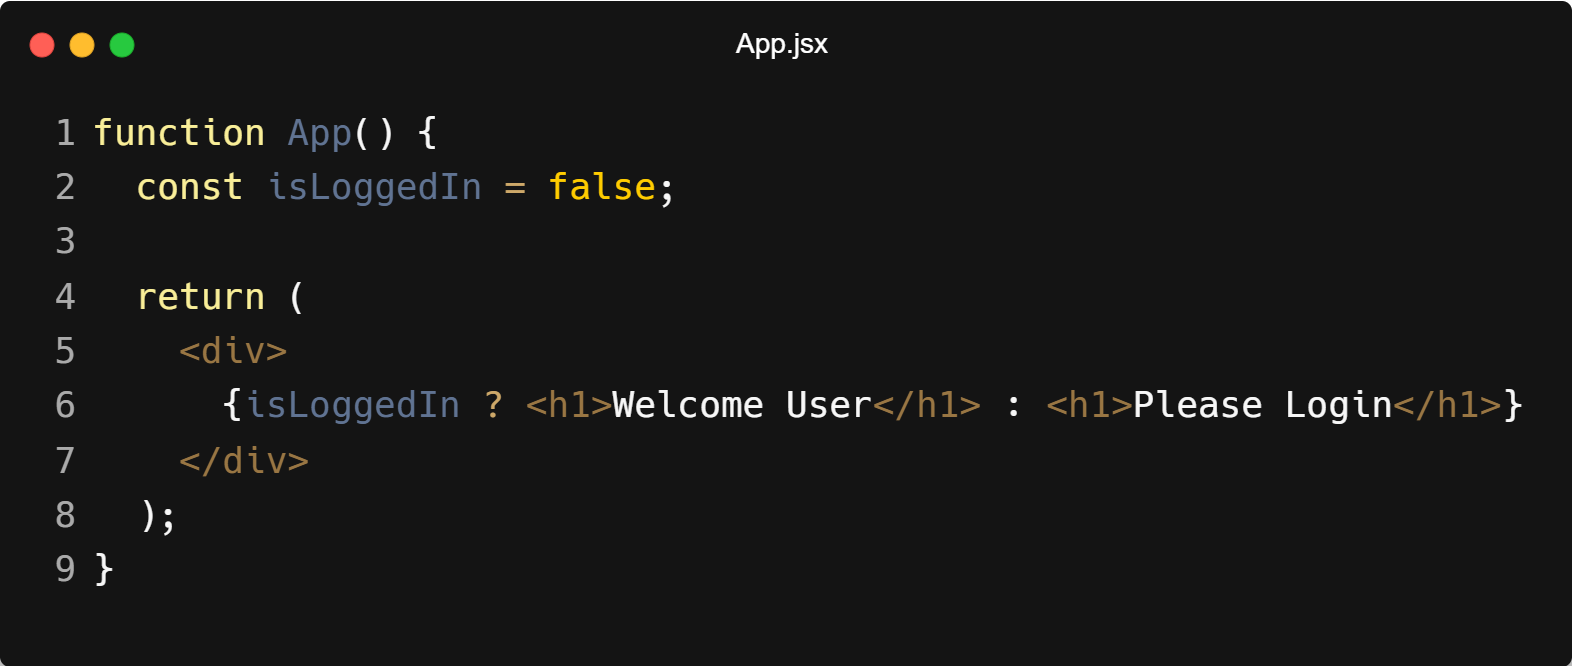 App.jsx
1 function App() {
2   const isLoggedIn = false;
3
4   return (
5     <div>
6       {isLoggedIn ? <h1>Welcome User</h1> : <h1>Please Login</h1>}
7     </div>
8   );
9 }